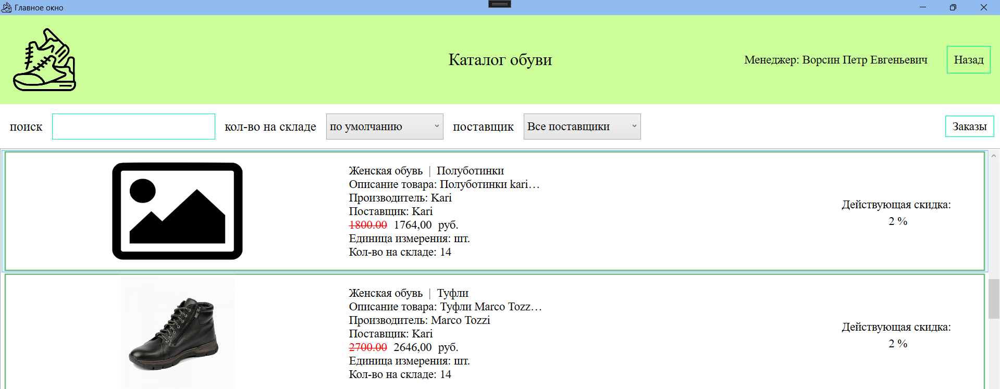 Главное окно
Каталог обуви
Менеджер: Ворсин Петр Евгеньевич
Назад
поиск
кол-во на складе
по умолчанию
поставщик
Все поставщики
Заказы
Женская обувь | Полуботинки
Описание товара: Полуботинки kari...
Производитель: Kari
Поставщик: Kari
1800.00 1764,00 руб.
Единица измерения: шт.
Кол-во на складе: 14
Действующая скидка:
2 %
Женская обувь | Туфли
Описание товара: Туфли Marco Tozz...
Производитель: Marco Tozzi
Поставщик: Kari
2700.00 2646,00 руб.
Единица измерения: шт.
Кол-во на складе: 14
Действующая скидка:
2 %